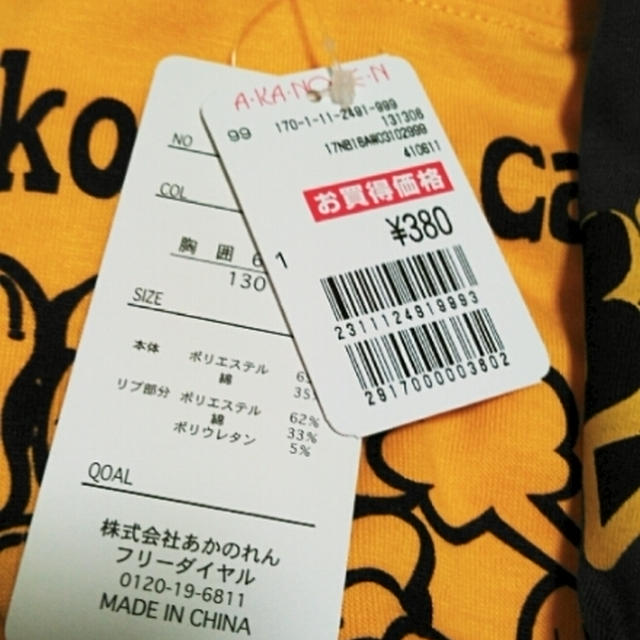 ko
ca
A·KA·NO·RE·N
99 170-1-11-2491-999
131306
410611
お買得価格
¥380
2311124919993
2917000003802
NO
COL
胸囲 6
130
SIZE
本体 ポリエステル
綿
リブ部分 ポリエステル 62%
綿 33%
ポリウレタン 5%
QOAL
株式会社あかのれん
フリーダイヤル
0120-19-6811
MADE IN CHINA